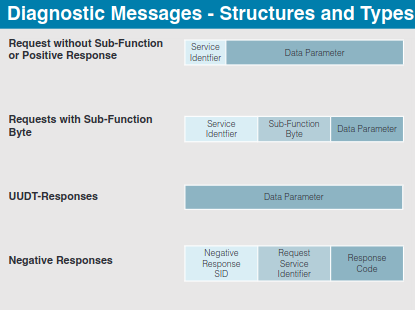 Diagnostic Messages - Structures and Types
Request without Sub-Function
or Positive Response
Service
Identfier
Data Parameter
Requests with Sub-Function
Byte
Service
Identfier
Sub-Function
Byte
Data Parameter
UUDT-Responses
Data Parameter
Negative Responses
Negative
Response
SID
Request
Service
Identifier
Response
Code